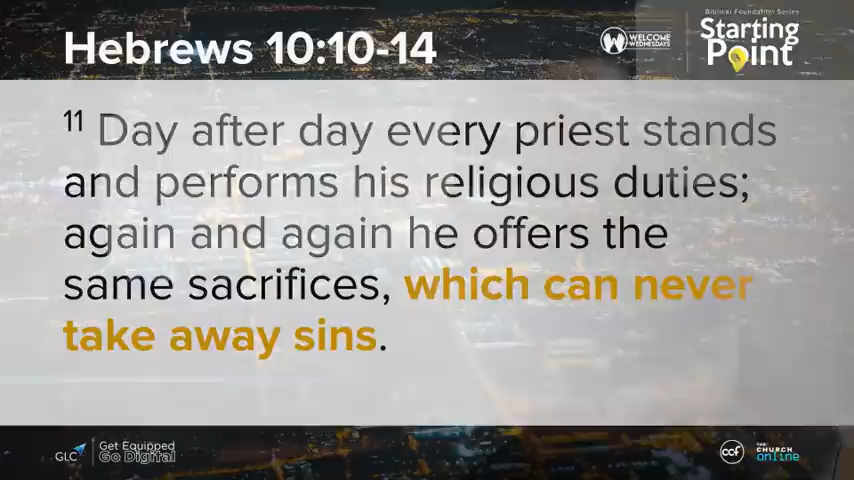 Hebrews 10:10-14
WELCOME
WEDNESDAYS
Biblical Foundation Series
Starting
Point
11 Day after day every priest stands
and performs his religious duties;
again and again he offers the
same sacrifices, which can never
take away sins.
GLC
Get Equipped
Go Digital
ccf
THE
CHURCH
online